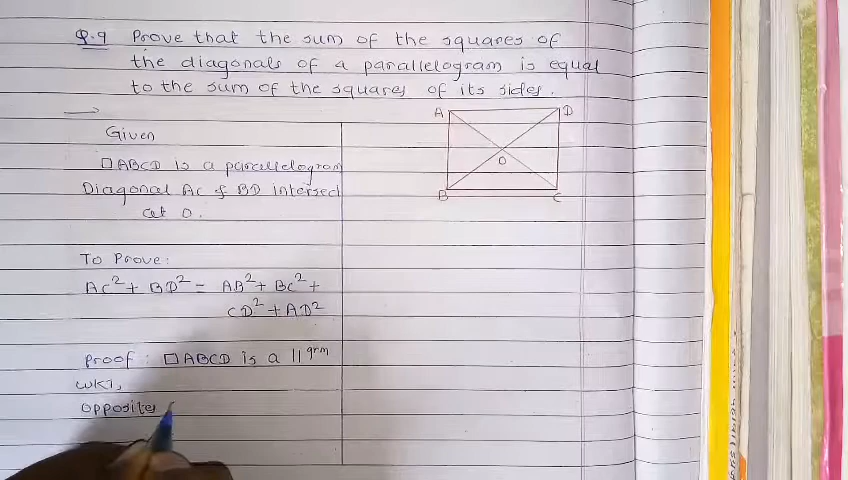 Q.9 Prove that the sum of the squares of
the diagonals of a parallelogram is equal
to the sum of the squares of its sides.
Given
□ABCD is a parallelogram
Diagonal AC & BD intersect
at O.
A D
O
B C
To Prove:
AC² + BD² = AB² + BC² +
CD² + AD²
Proof: □ABCD is a ||grm
WKT,
Opposite